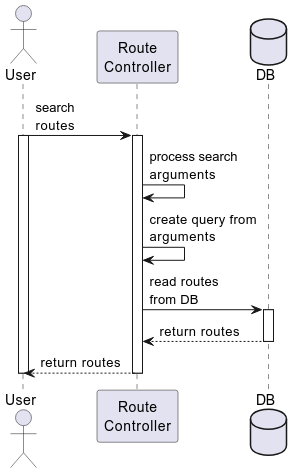 User
Route
Controller
DB
search
routes
process search
arguments
create query from
arguments
read routes
from DB
return routes
return routes
User
Route
Controller
DB